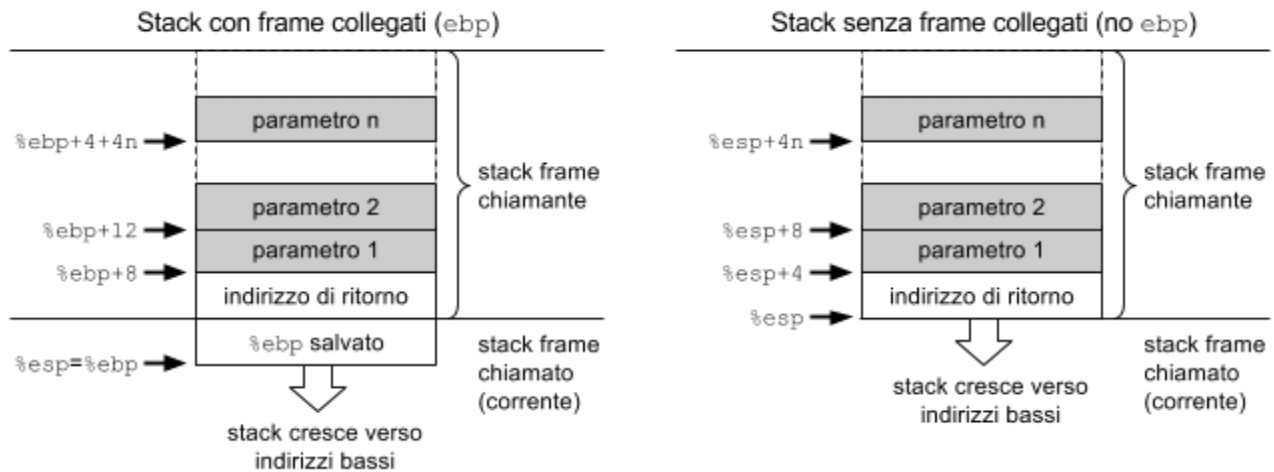 Stack con frame collegati (ebp)
parametro n
%ebp+4+4n
stack frame
chiamante
parametro 2
%ebp+12
parametro 1
%ebp+8
indirizzo di ritorno
%ebp salvato
%esp=%ebp
stack frame
chiamato
(corrente)
stack cresce verso
indirizzi bassi
Stack senza frame collegati (no ebp)
parametro n
%esp+4n
stack frame
chiamante
parametro 2
%esp+8
parametro 1
%esp+4
indirizzo di ritorno
%esp
stack frame
chiamato
(corrente)
stack cresce verso
indirizzi bassi